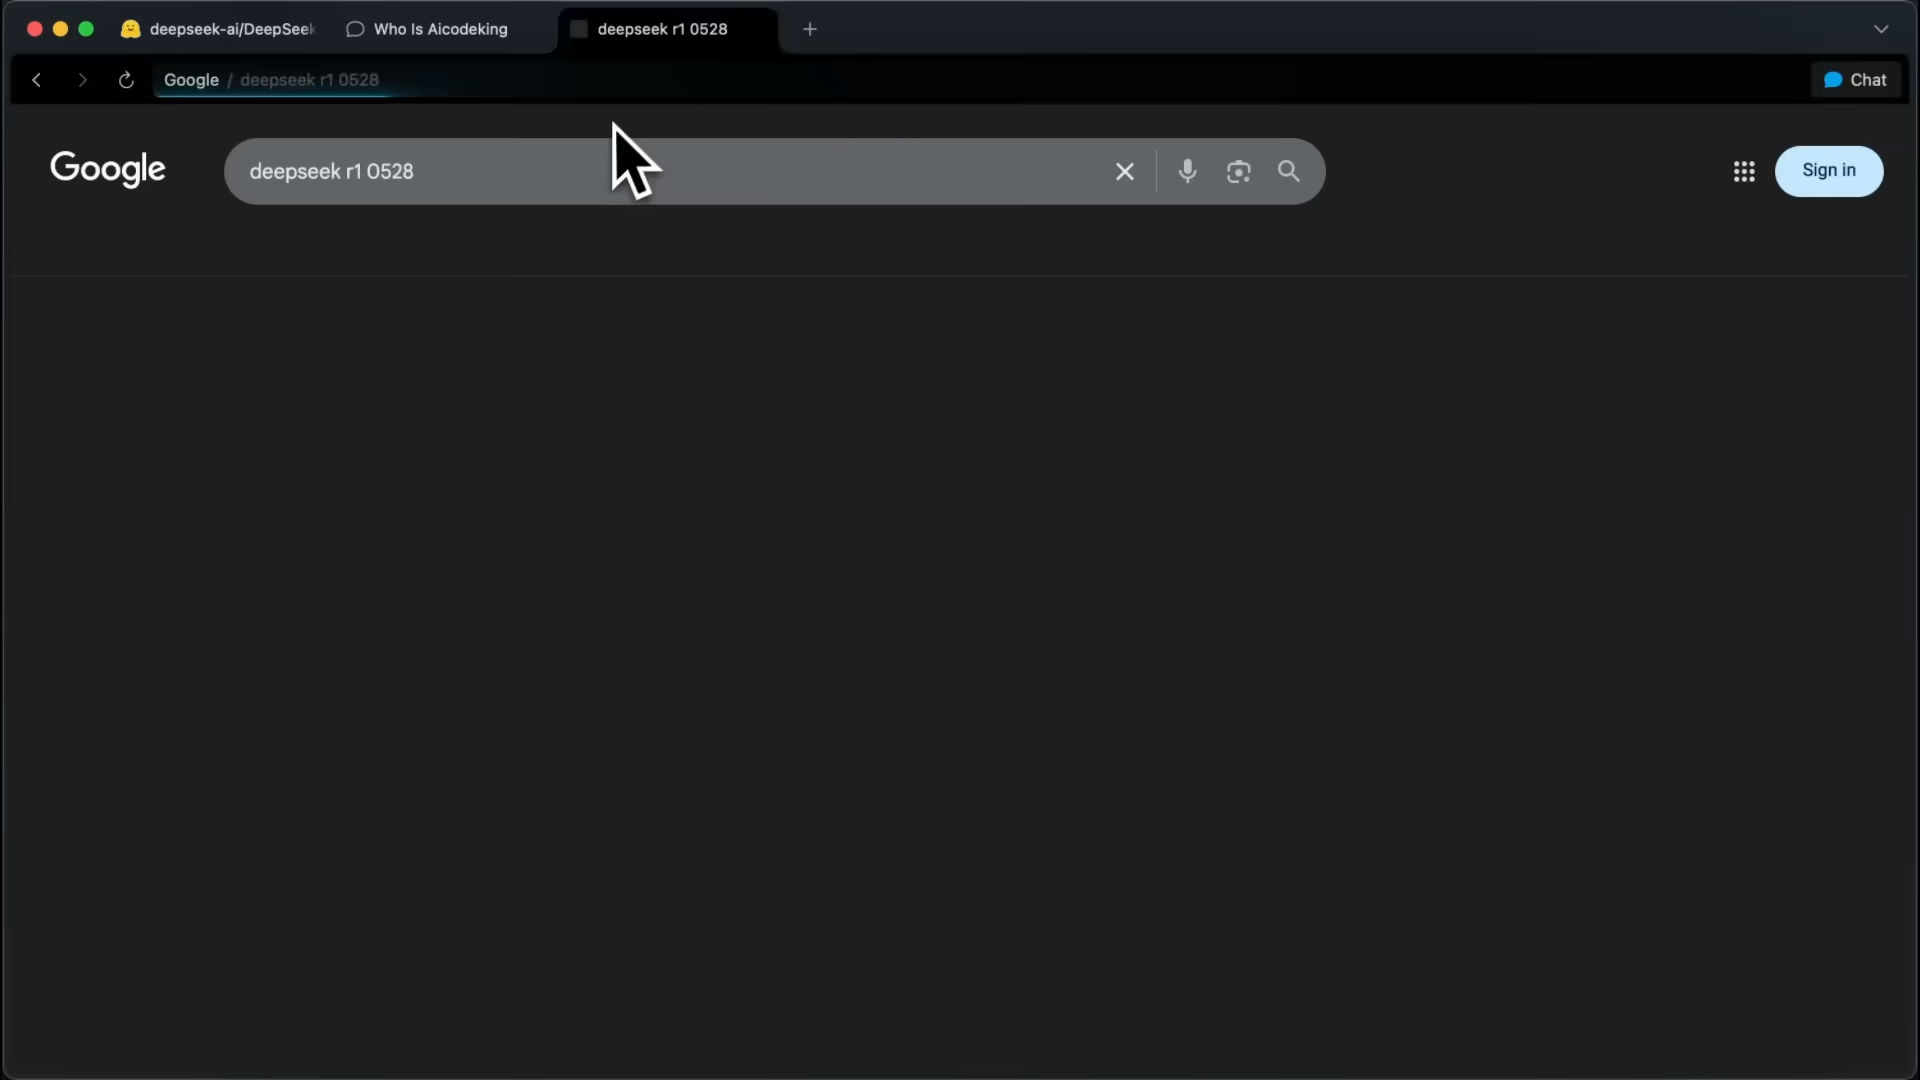 deepseek-ai/DeepSeek
Who Is Aicodeking
deepseek r1 0528
Google / deepseek r1 0528
Chat
Google
deepseek r1 0528
Sign in